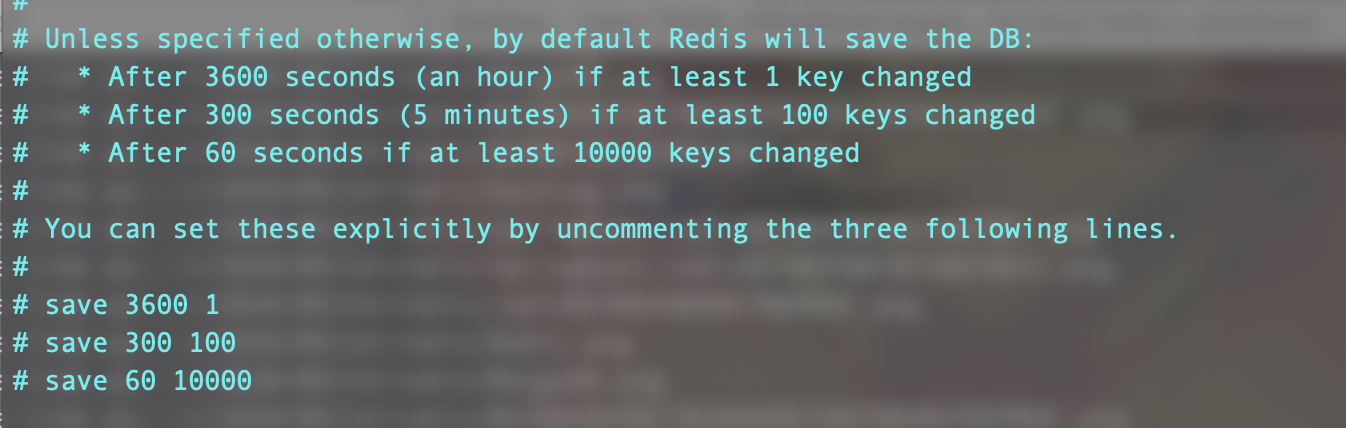 #
# Unless specified otherwise, by default Redis will save the DB:
#   * After 3600 seconds (an hour) if at least 1 key changed
#   * After 300 seconds (5 minutes) if at least 100 keys changed
#   * After 60 seconds if at least 10000 keys changed
#
# You can set these explicitly by uncommenting the three following lines.
#
# save 3600 1
# save 300 100
# save 60 10000